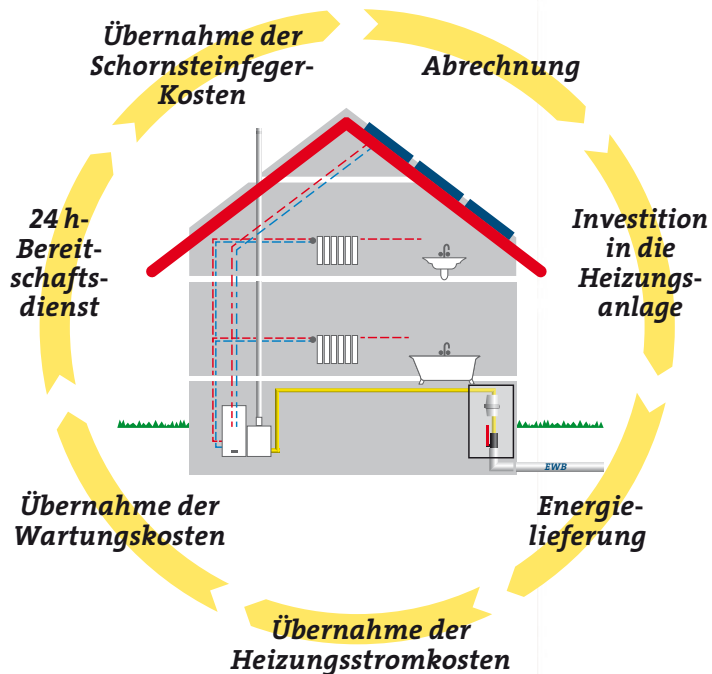 Übernahme der
Schornsteinfeger-
Kosten
Abrechnung
24 h-
Bereit-
schafts-
dienst
Investition
in die
Heizungs-
anlage
EWB
Übernahme der
Wartungskosten
Energie-
lieferung
Übernahme der
Heizungsstromkosten